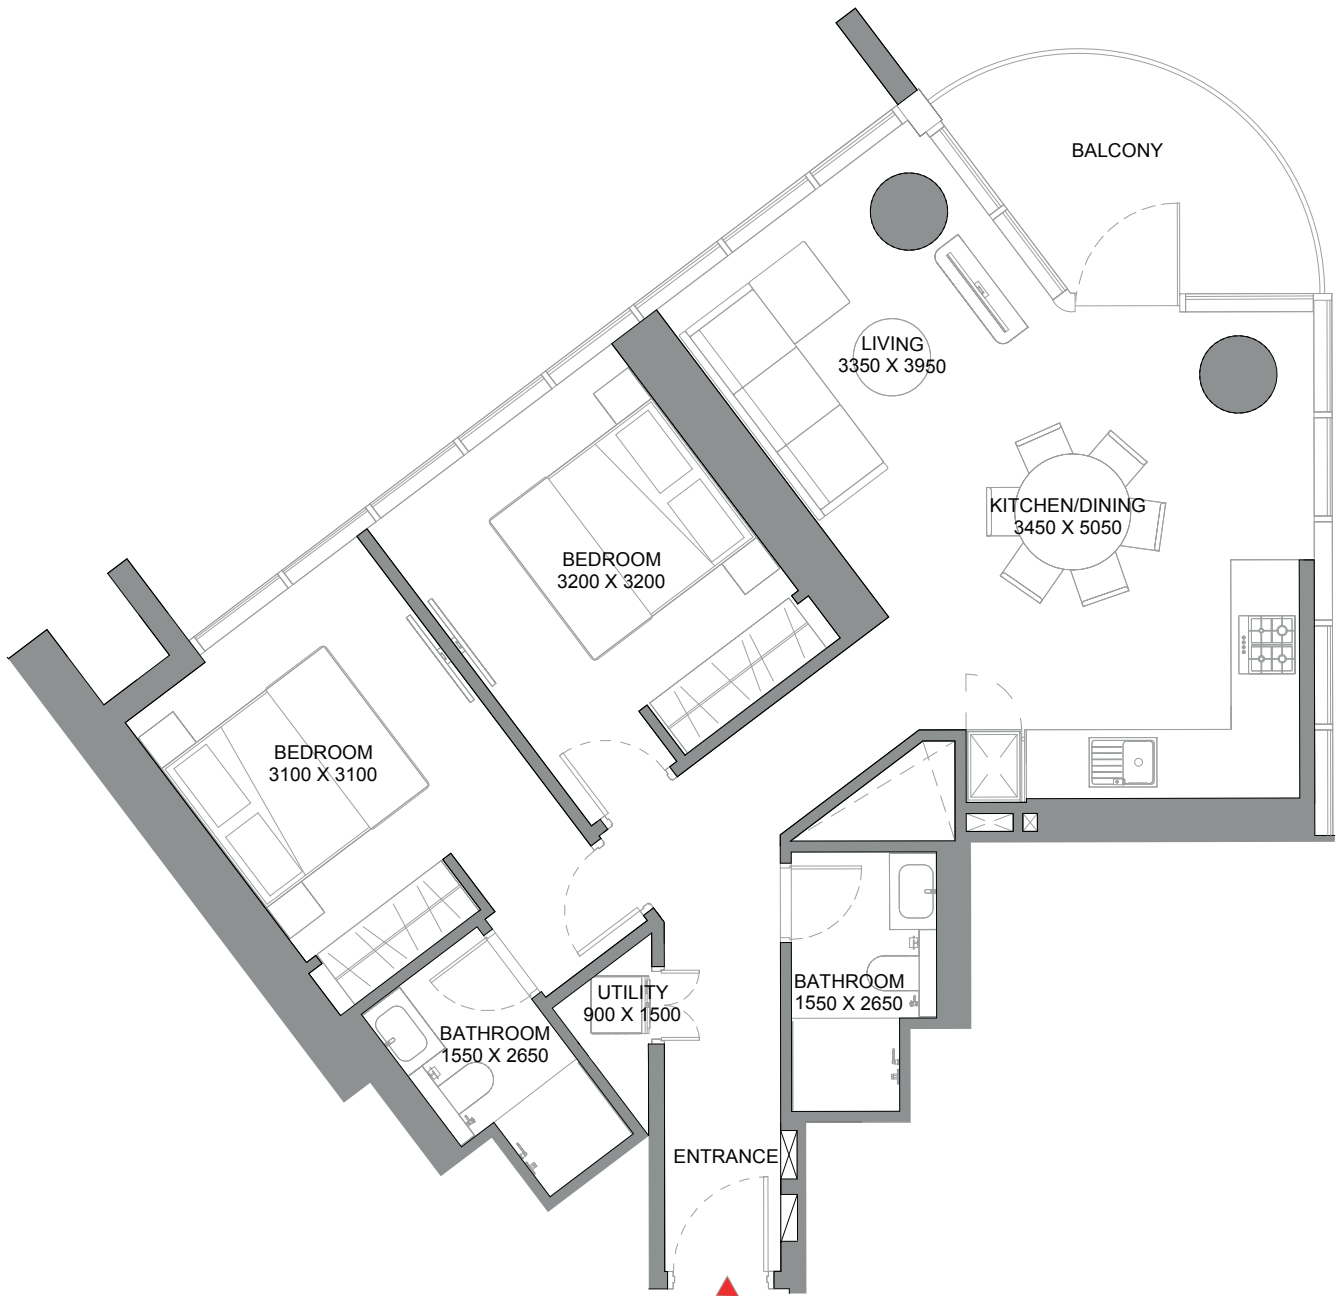 BALCONY
LIVING
3350 X 3950
KITCHEN/DINING
3450 X 5050
BEDROOM
3200 X 3200
BEDROOM
3100 X 3100
UTILITY
900 X 1500
BATHROOM
1550 X 2650
BATHROOM
1550 X 2650
ENTRANCE